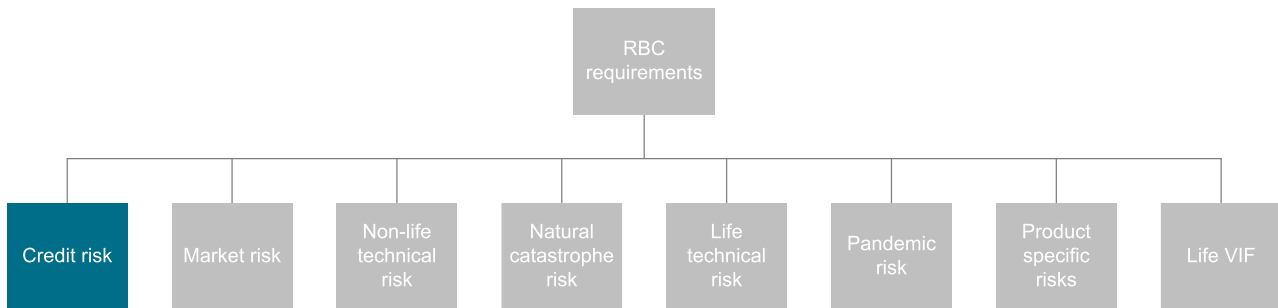 RBC
requirements
Credit risk
Market risk
Non-life
technical
risk
Natural
catastrophe
risk
Life
technical
risk
Pandemic
risk
Product
specific
risks
Life VIF